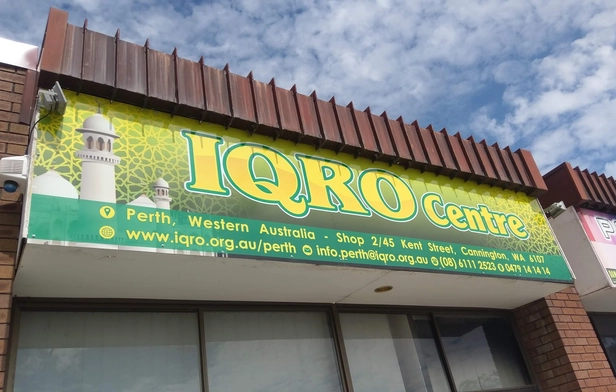 IQRO Centre
Perth, Western Australia - Shop 2/45 Kent Street, Cannington, WA 6107
www.iqro.org.au/perth info.perth@iqro.org.au (08) 6111 2523 0479 14 14 14
P